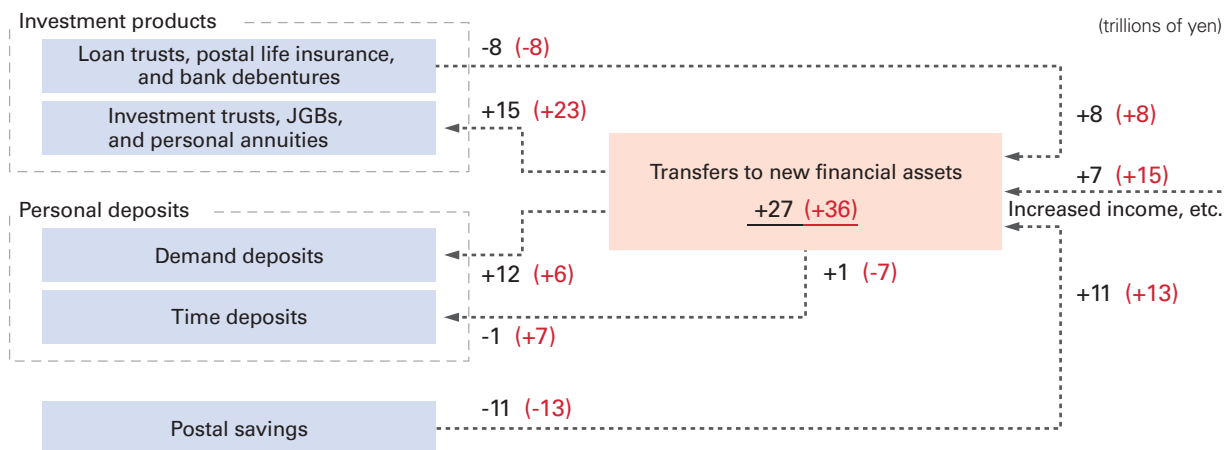 Investment products
(trillions of yen)
Loan trusts, postal life insurance,
and bank debentures
-8 (-8)
Investment trusts, JGBs,
and personal annuities
+15 (+23)
+8 (+8)
Transfers to new financial assets
+27 (+36)
+7 (+15)
Increased income, etc.
Personal deposits
Demand deposits
+12 (+6)
+1 (-7)
+11 (+13)
Time deposits
-1 (+7)
Postal savings
-11 (-13)